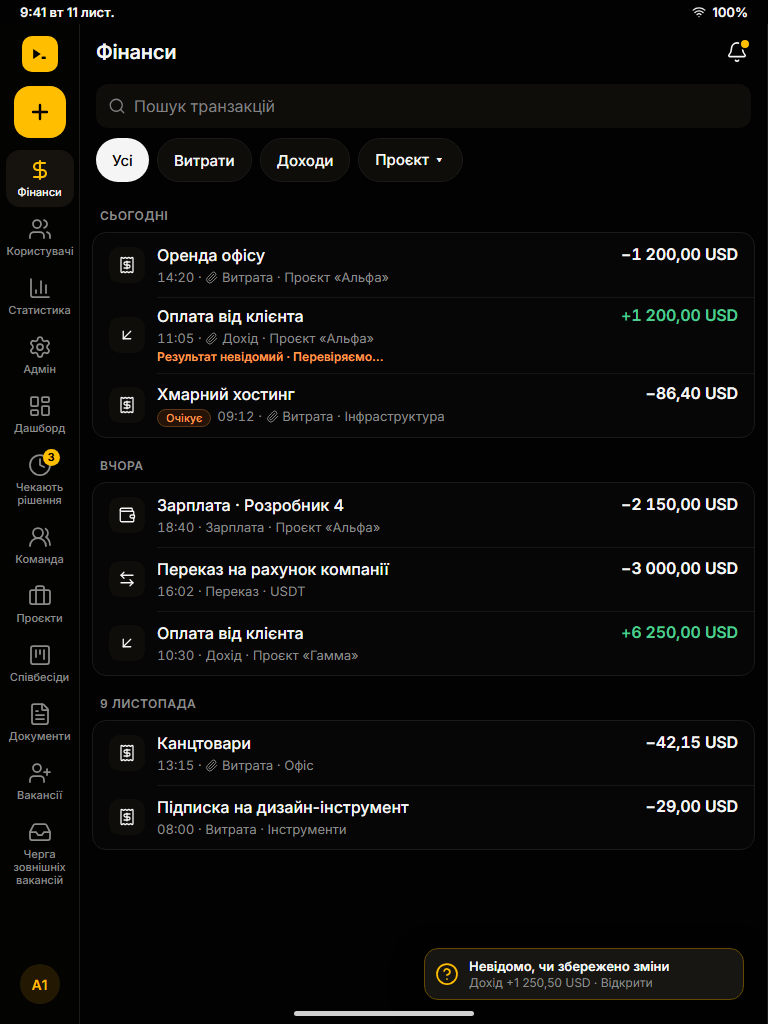 9:41 вт 11 лист.
100%
Фінанси
Пошук транзакцій
Усі
Витрати
Доходи
Проєкт
Фінанси
Користувачі
Статистика
Адмін
Дашборд
3
Чекають
рішення
Команда
Проєкти
Співбесіди
Документи
Вакансії
Черга
зовнішніх
вакансій
А1
СЬОГОДНІ
Оренда офісу
−1 200,00 USD
14:20 · Витрата · Проєкт «Альфа»
Оплата від клієнта
+1 200,00 USD
11:05 · Дохід · Проєкт «Альфа»
Результат невідомий · Перевіряємо…
Хмарний хостинг
−86,40 USD
Очікує 09:12 · Витрата · Інфраструктура
ВЧОРА
Зарплата · Розробник 4
−2 150,00 USD
18:40 · Зарплата · Проєкт «Альфа»
Переказ на рахунок компанії
−3 000,00 USD
16:02 · Переказ · USDT
Оплата від клієнта
+6 250,00 USD
10:30 · Дохід · Проєкт «Гамма»
9 ЛИСТОПАДА
Канцтовари
−42,15 USD
13:15 · Витрата · Офіс
Підписка на дизайн-інструмент
−29,00 USD
08:00 · Витрата · Інструменти
Невідомо, чи збережено зміни
Дохід +1 250,50 USD · Відкрити